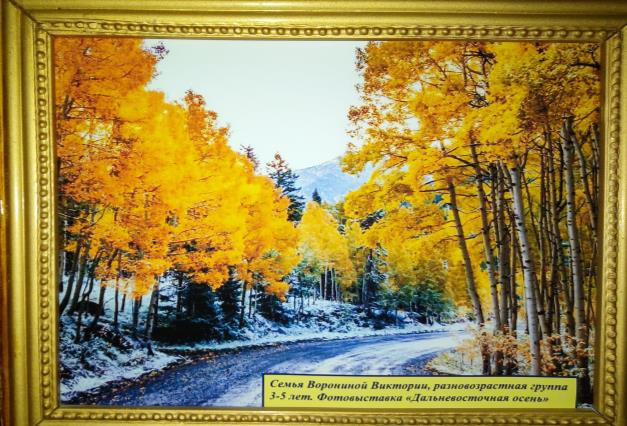 Семья Ворониной Виктории, разновозрастная группа
3-5 лет. Фотовыставка «Дальневосточная осень»